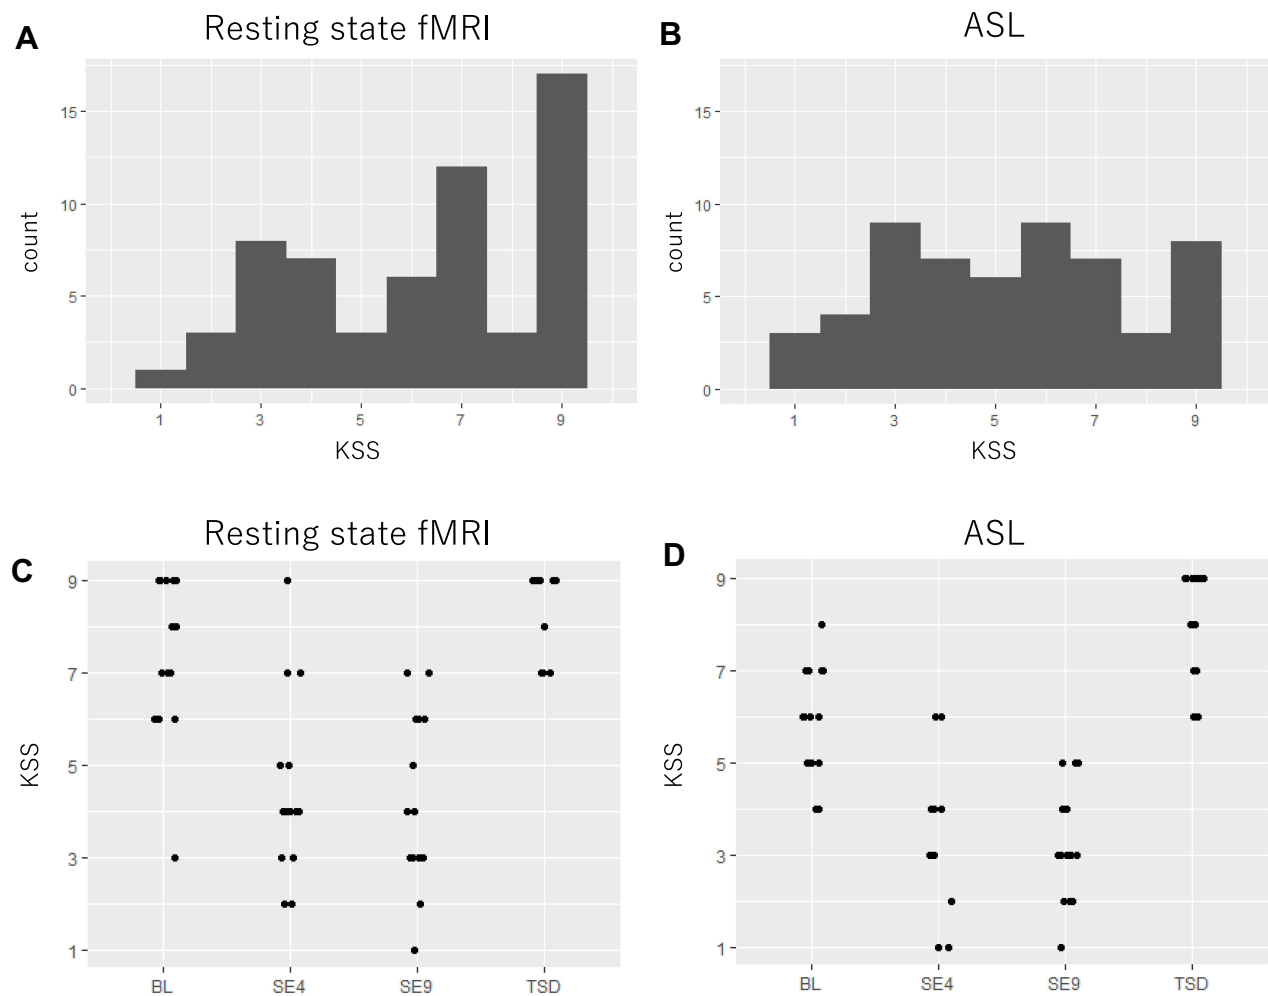 A
Resting state fMRI
15
10
5
0
count
1 3 5 7 9
KSS
B
ASL
15
10
5
0
count
1 3 5 7 9
KSS
C
Resting state fMRI
9
7
5
3
1
KSS
BL SE4 SE9 TSD
D
ASL
9
7
5
3
1
KSS
BL SE4 SE9 TSD